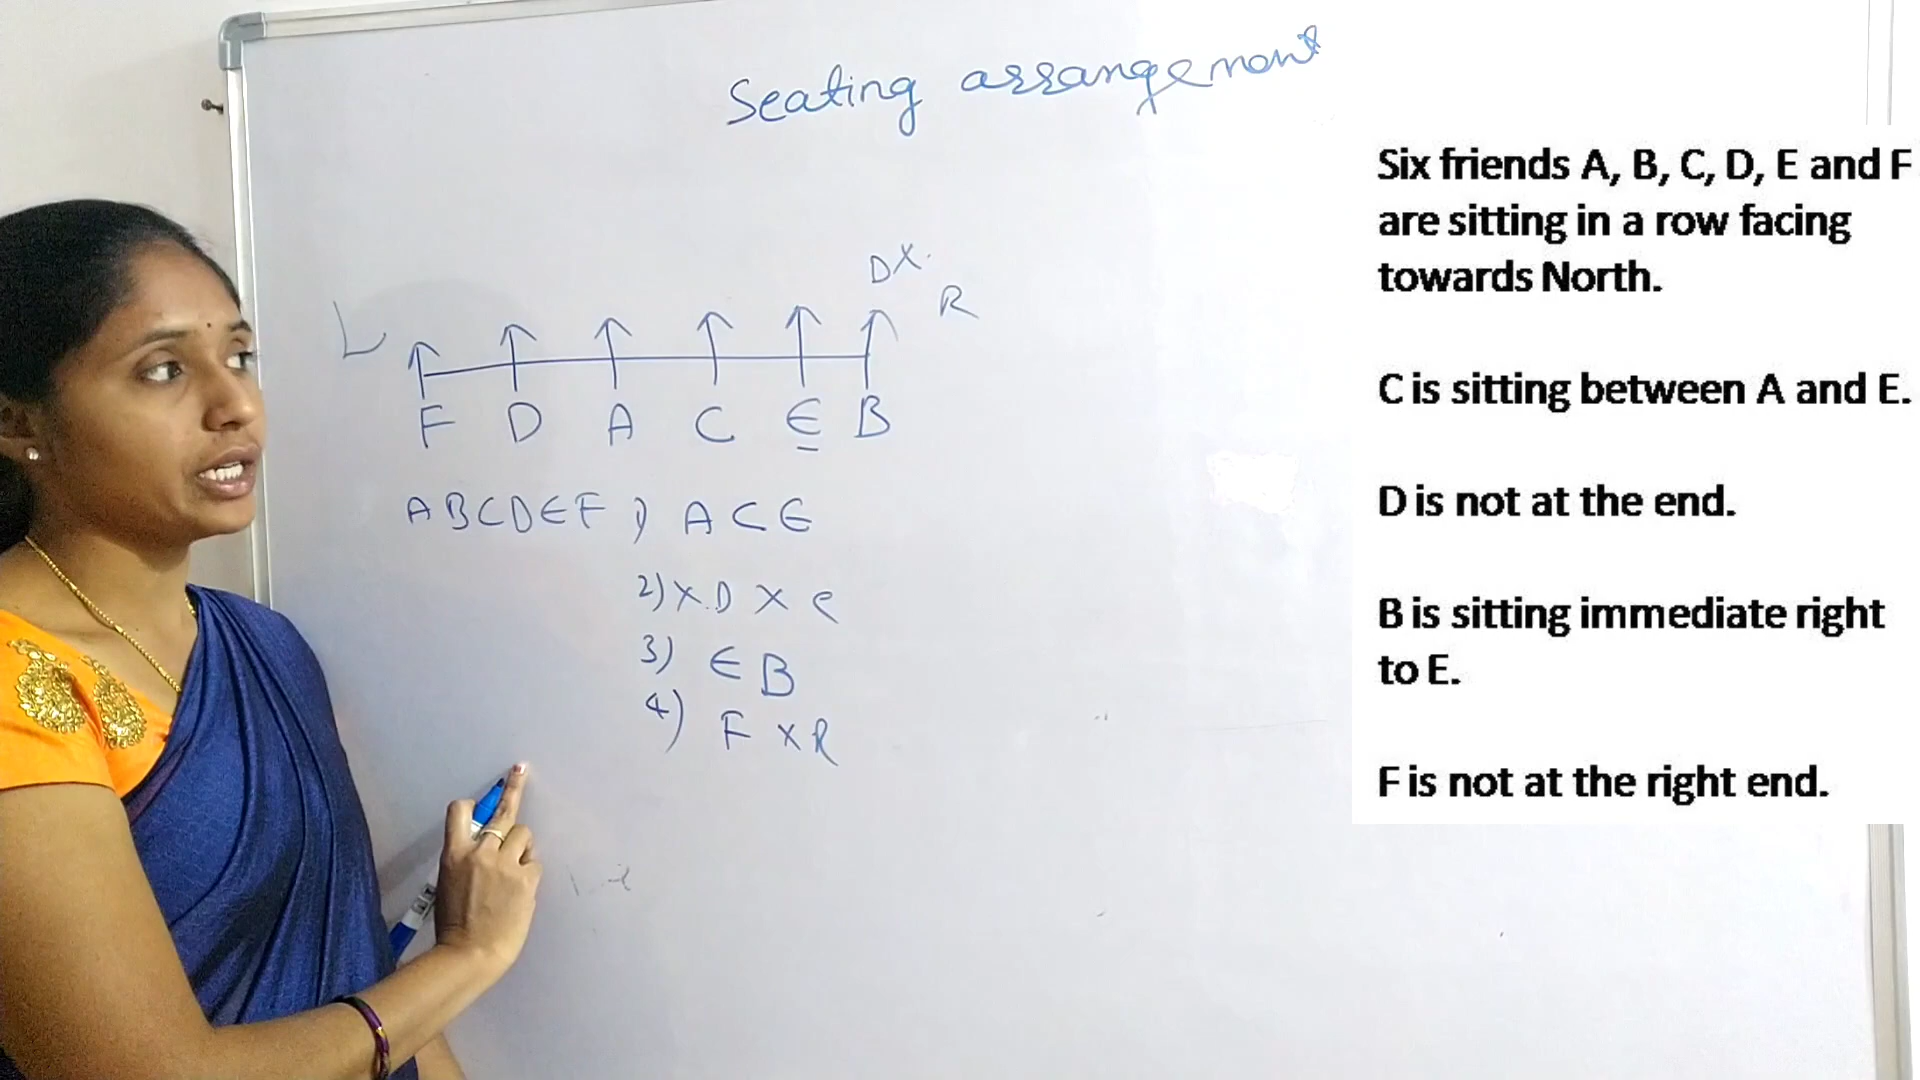 Seating arrangement
D X.
L R
F D A C E B
A B C D E F 1) A C E
2) X D X e
3) E B
4) F X R
Six friends A, B, C, D, E and F
are sitting in a row facing
towards North.
C is sitting between A and E.
D is not at the end.
B is sitting immediate right
to E.
F is not at the right end.